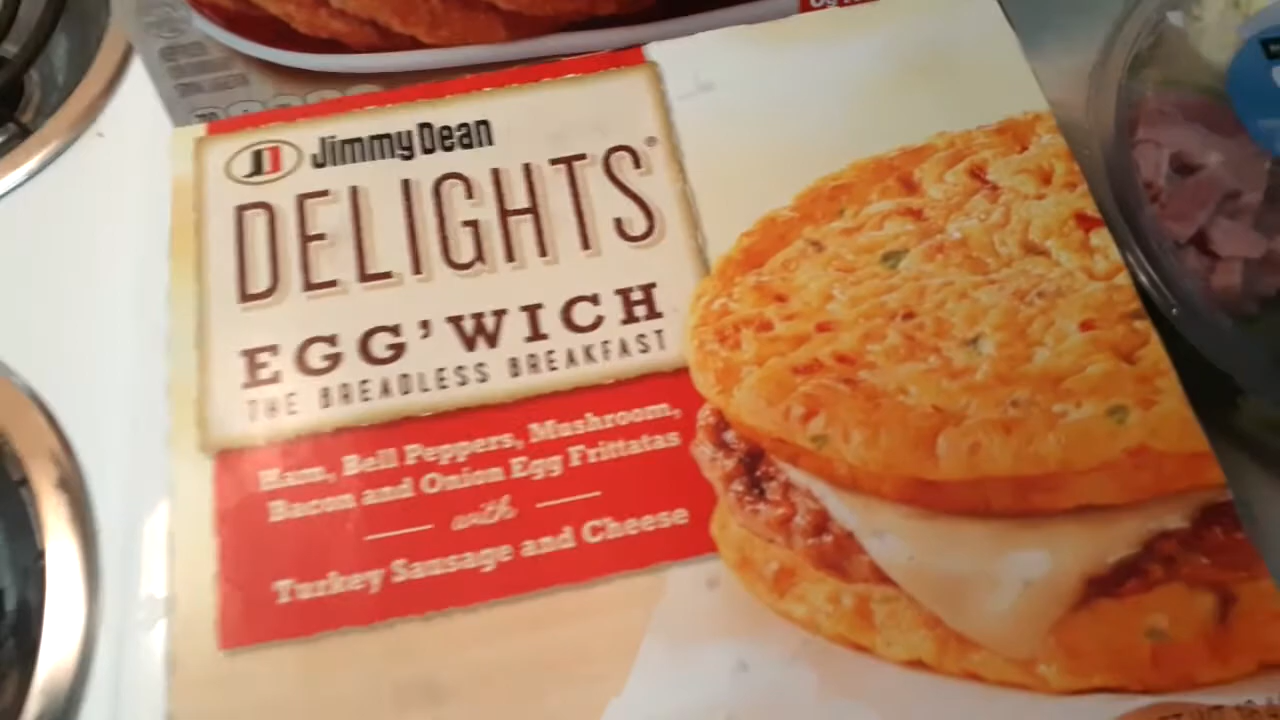 Jimmy Dean
DELIGHTS®
EGG'WICH
THE BREADLESS BREAKFAST
Ham, Bell Peppers, Mushroom,
Bacon and Onion Egg Frittatas
with
Turkey Sausage and Cheese